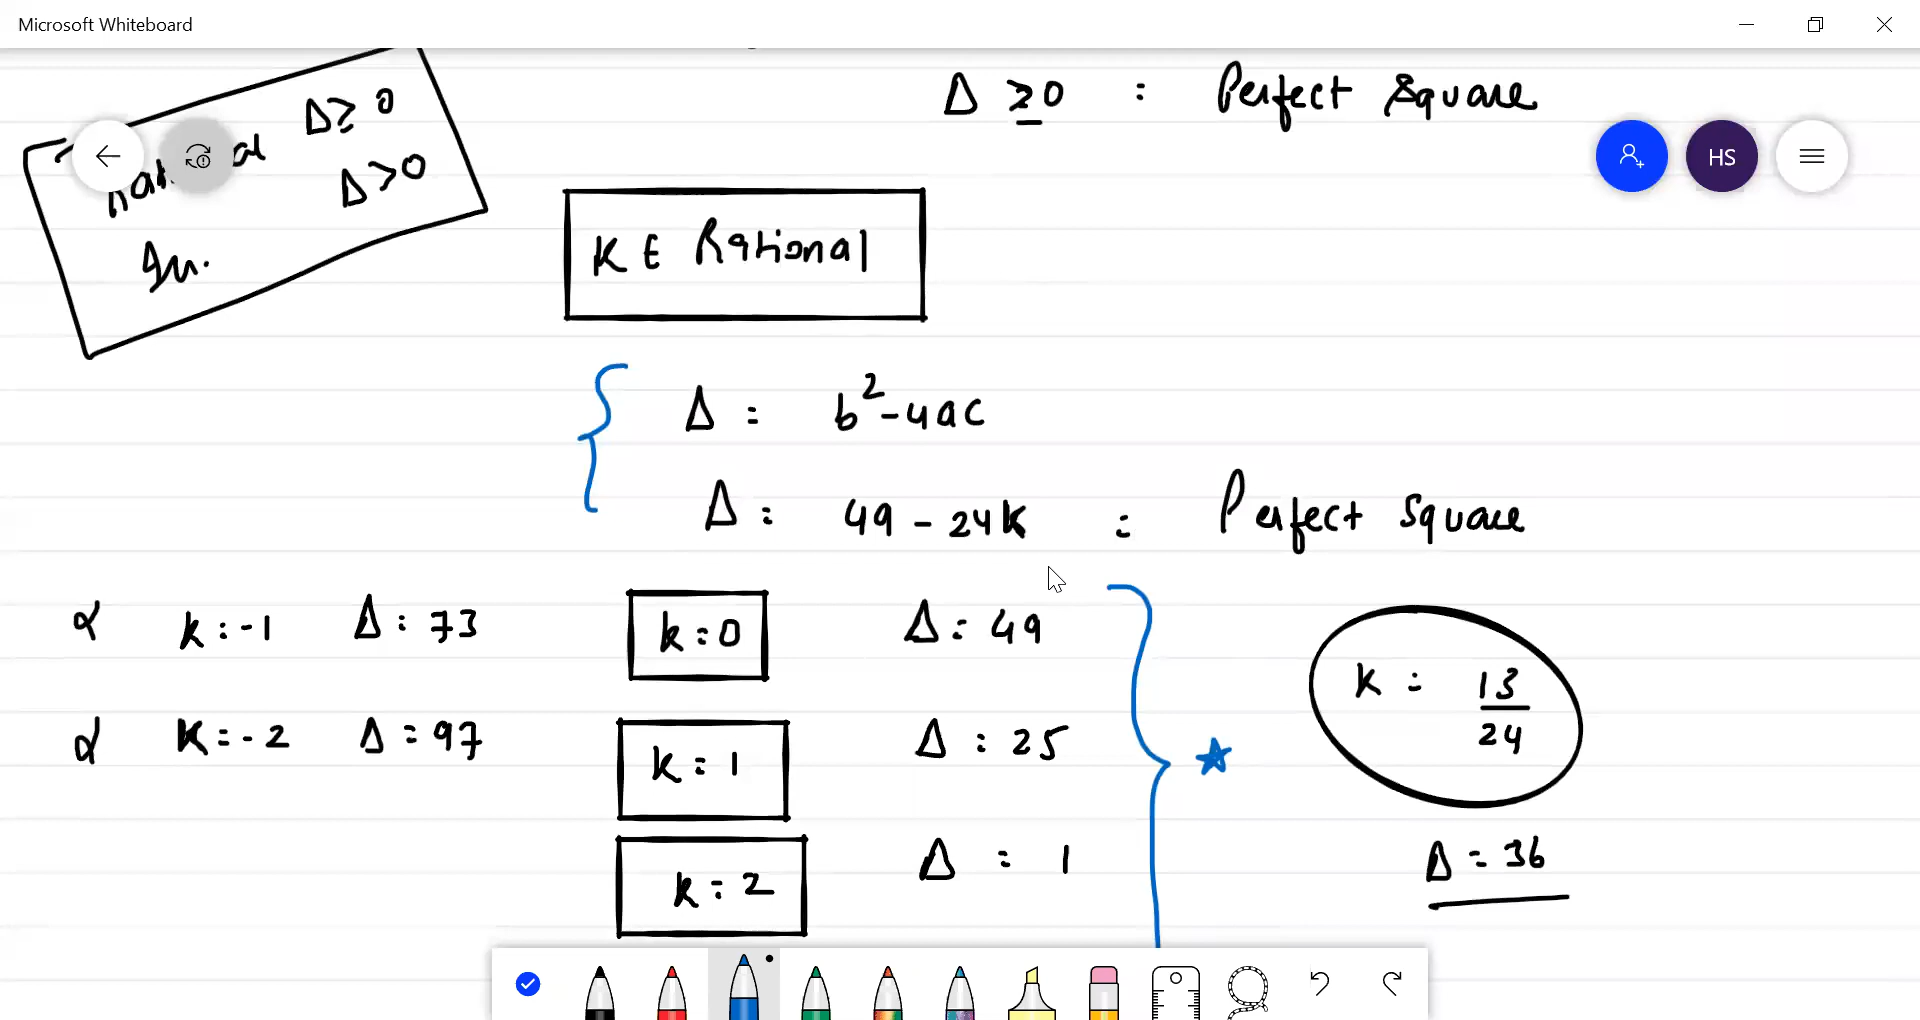 Microsoft Whiteboard
Δ ≥ 0 : Perfect Square
Δ ≥ 0
Δ > 0
HS
K ∈ Rational
Δ = b² - 4ac
Δ = 49 - 24K = Perfect Square
k = -1 Δ = 73
k = 0 Δ = 49
K = -2 Δ = 97
k = 1 Δ = 25
K = 13/24
k = 2 Δ = 1
Δ = 36